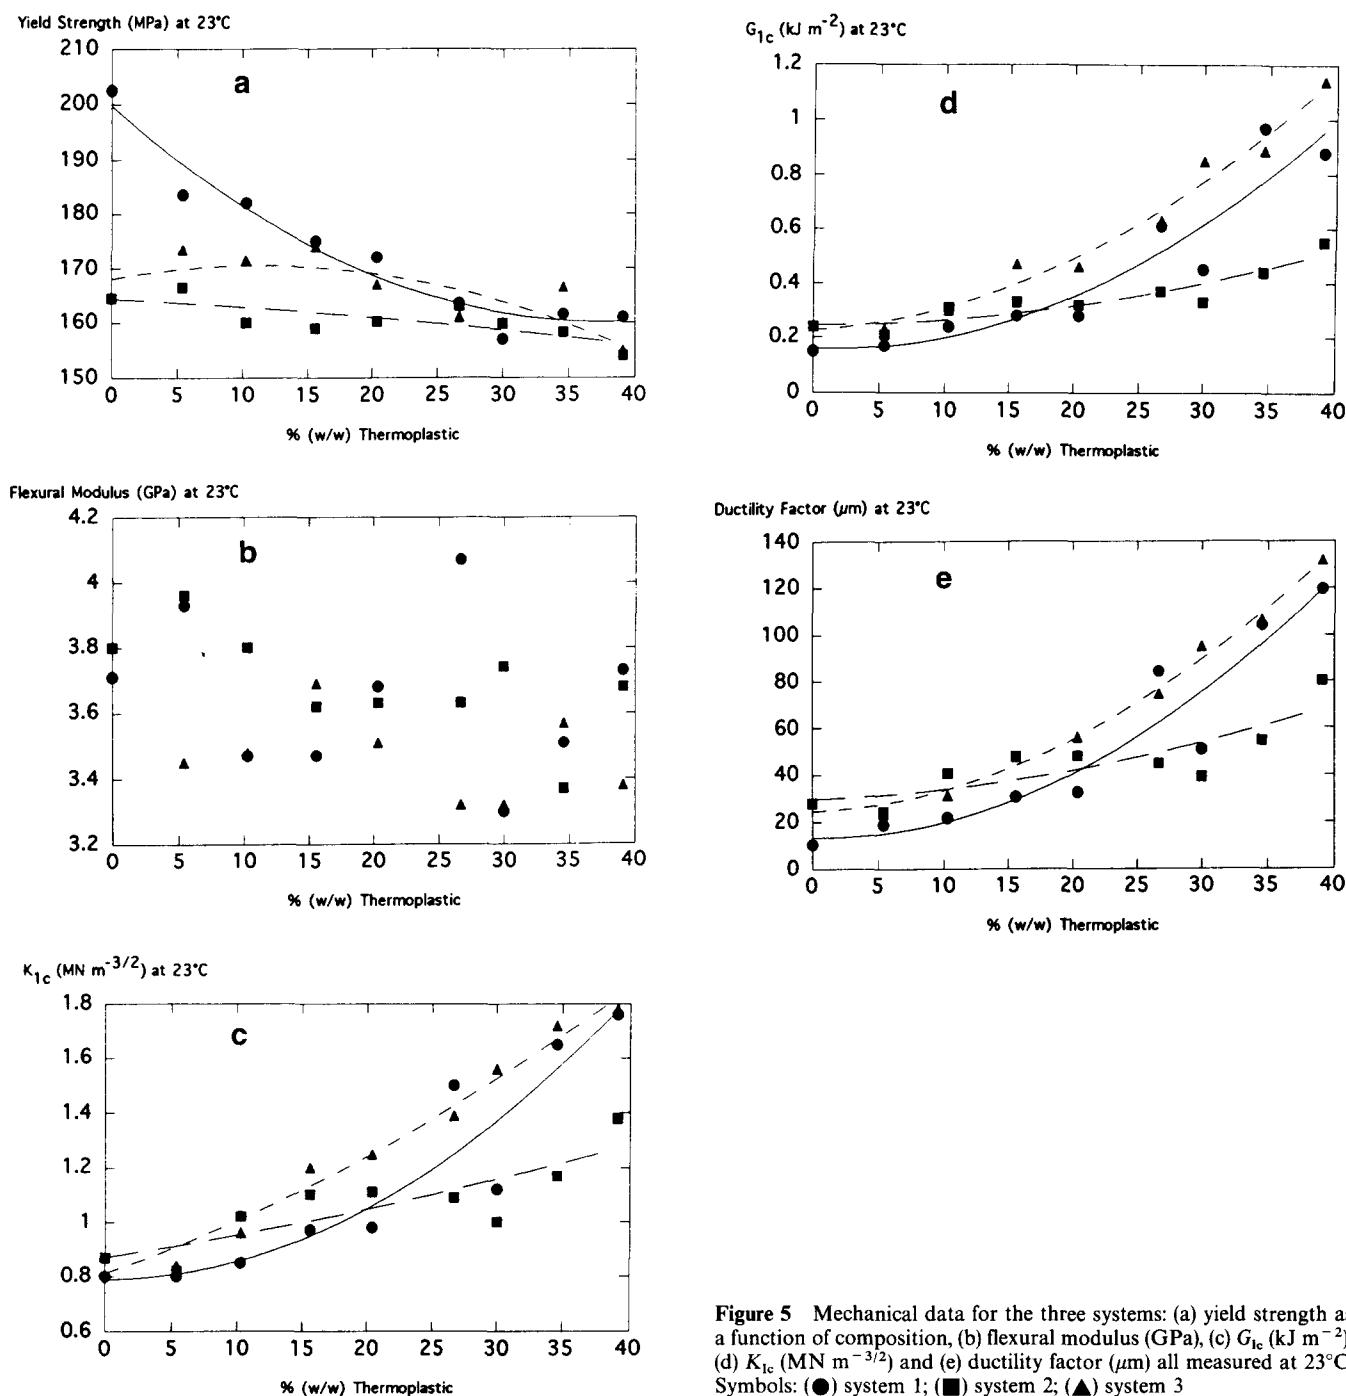 Yield Strength (MPa) at 23°C
210
200
190
180
170
160
150
a
0 5 10 15 20 25 30 35 40
% (w/w) Thermoplastic
Flexural Modulus (GPa) at 23°C
4.2
4
3.8
3.6
3.4
3.2
b
0 5 10 15 20 25 30 35 40
% (w/w) Thermoplastic
K1c (MN m-3/2) at 23°C
1.8
1.6
1.4
1.2
1
0.8
0.6
c
0 5 10 15 20 25 30 35 40
% (w/w) Thermoplastic
G1c (kJ m-2) at 23°C
1.2
1
0.8
0.6
0.4
0.2
0
d
0 5 10 15 20 25 30 35 40
% (w/w) Thermoplastic
Ductility Factor (μm) at 23°C
140
120
100
80
60
40
20
0
e
0 5 10 15 20 25 30 35 40
% (w/w) Thermoplastic
Figure 5 Mechanical data for the three systems: (a) yield strength as
a function of composition, (b) flexural modulus (GPa), (c) GIc (kJ m−2)
(d) KIc (MN m−3/2) and (e) ductility factor (μm) all measured at 23°C
Symbols: (●) system 1; (■) system 2; (▲) system 3